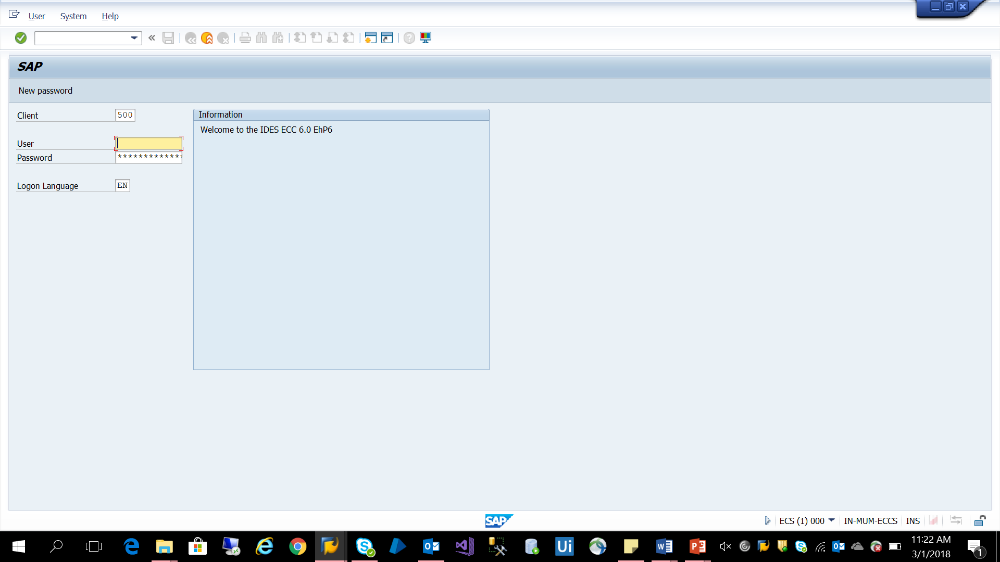 User System Help
SAP
New password
Client 500
Information
Welcome to the IDES ECC 6.0 EhP6
User
Password *************
Logon Language EN
SAP
ECS (1) 000 IN-MUM-ECCS INS
Ui
11:22 AM
3/1/2018
1